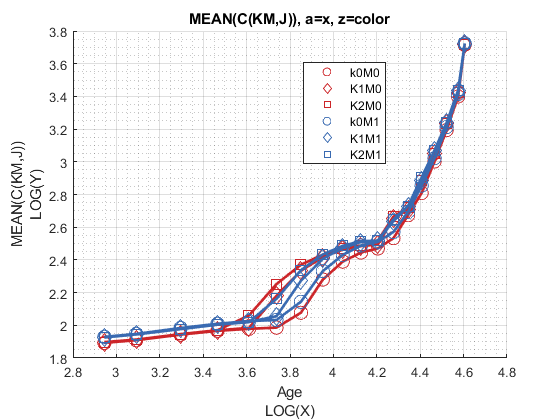 MEAN(C(KM,J)), a=x, z=color
3.8
3.6
3.4
3.2
3
2.8
2.6
2.4
2.2
2
1.8
MEAN(C(KM,J))
LOG(Y)
k0M0
K1M0
K2M0
k0M1
K1M1
K2M1
2.8 3 3.2 3.4 3.6 3.8 4 4.2 4.4 4.6 4.8
Age
LOG(X)